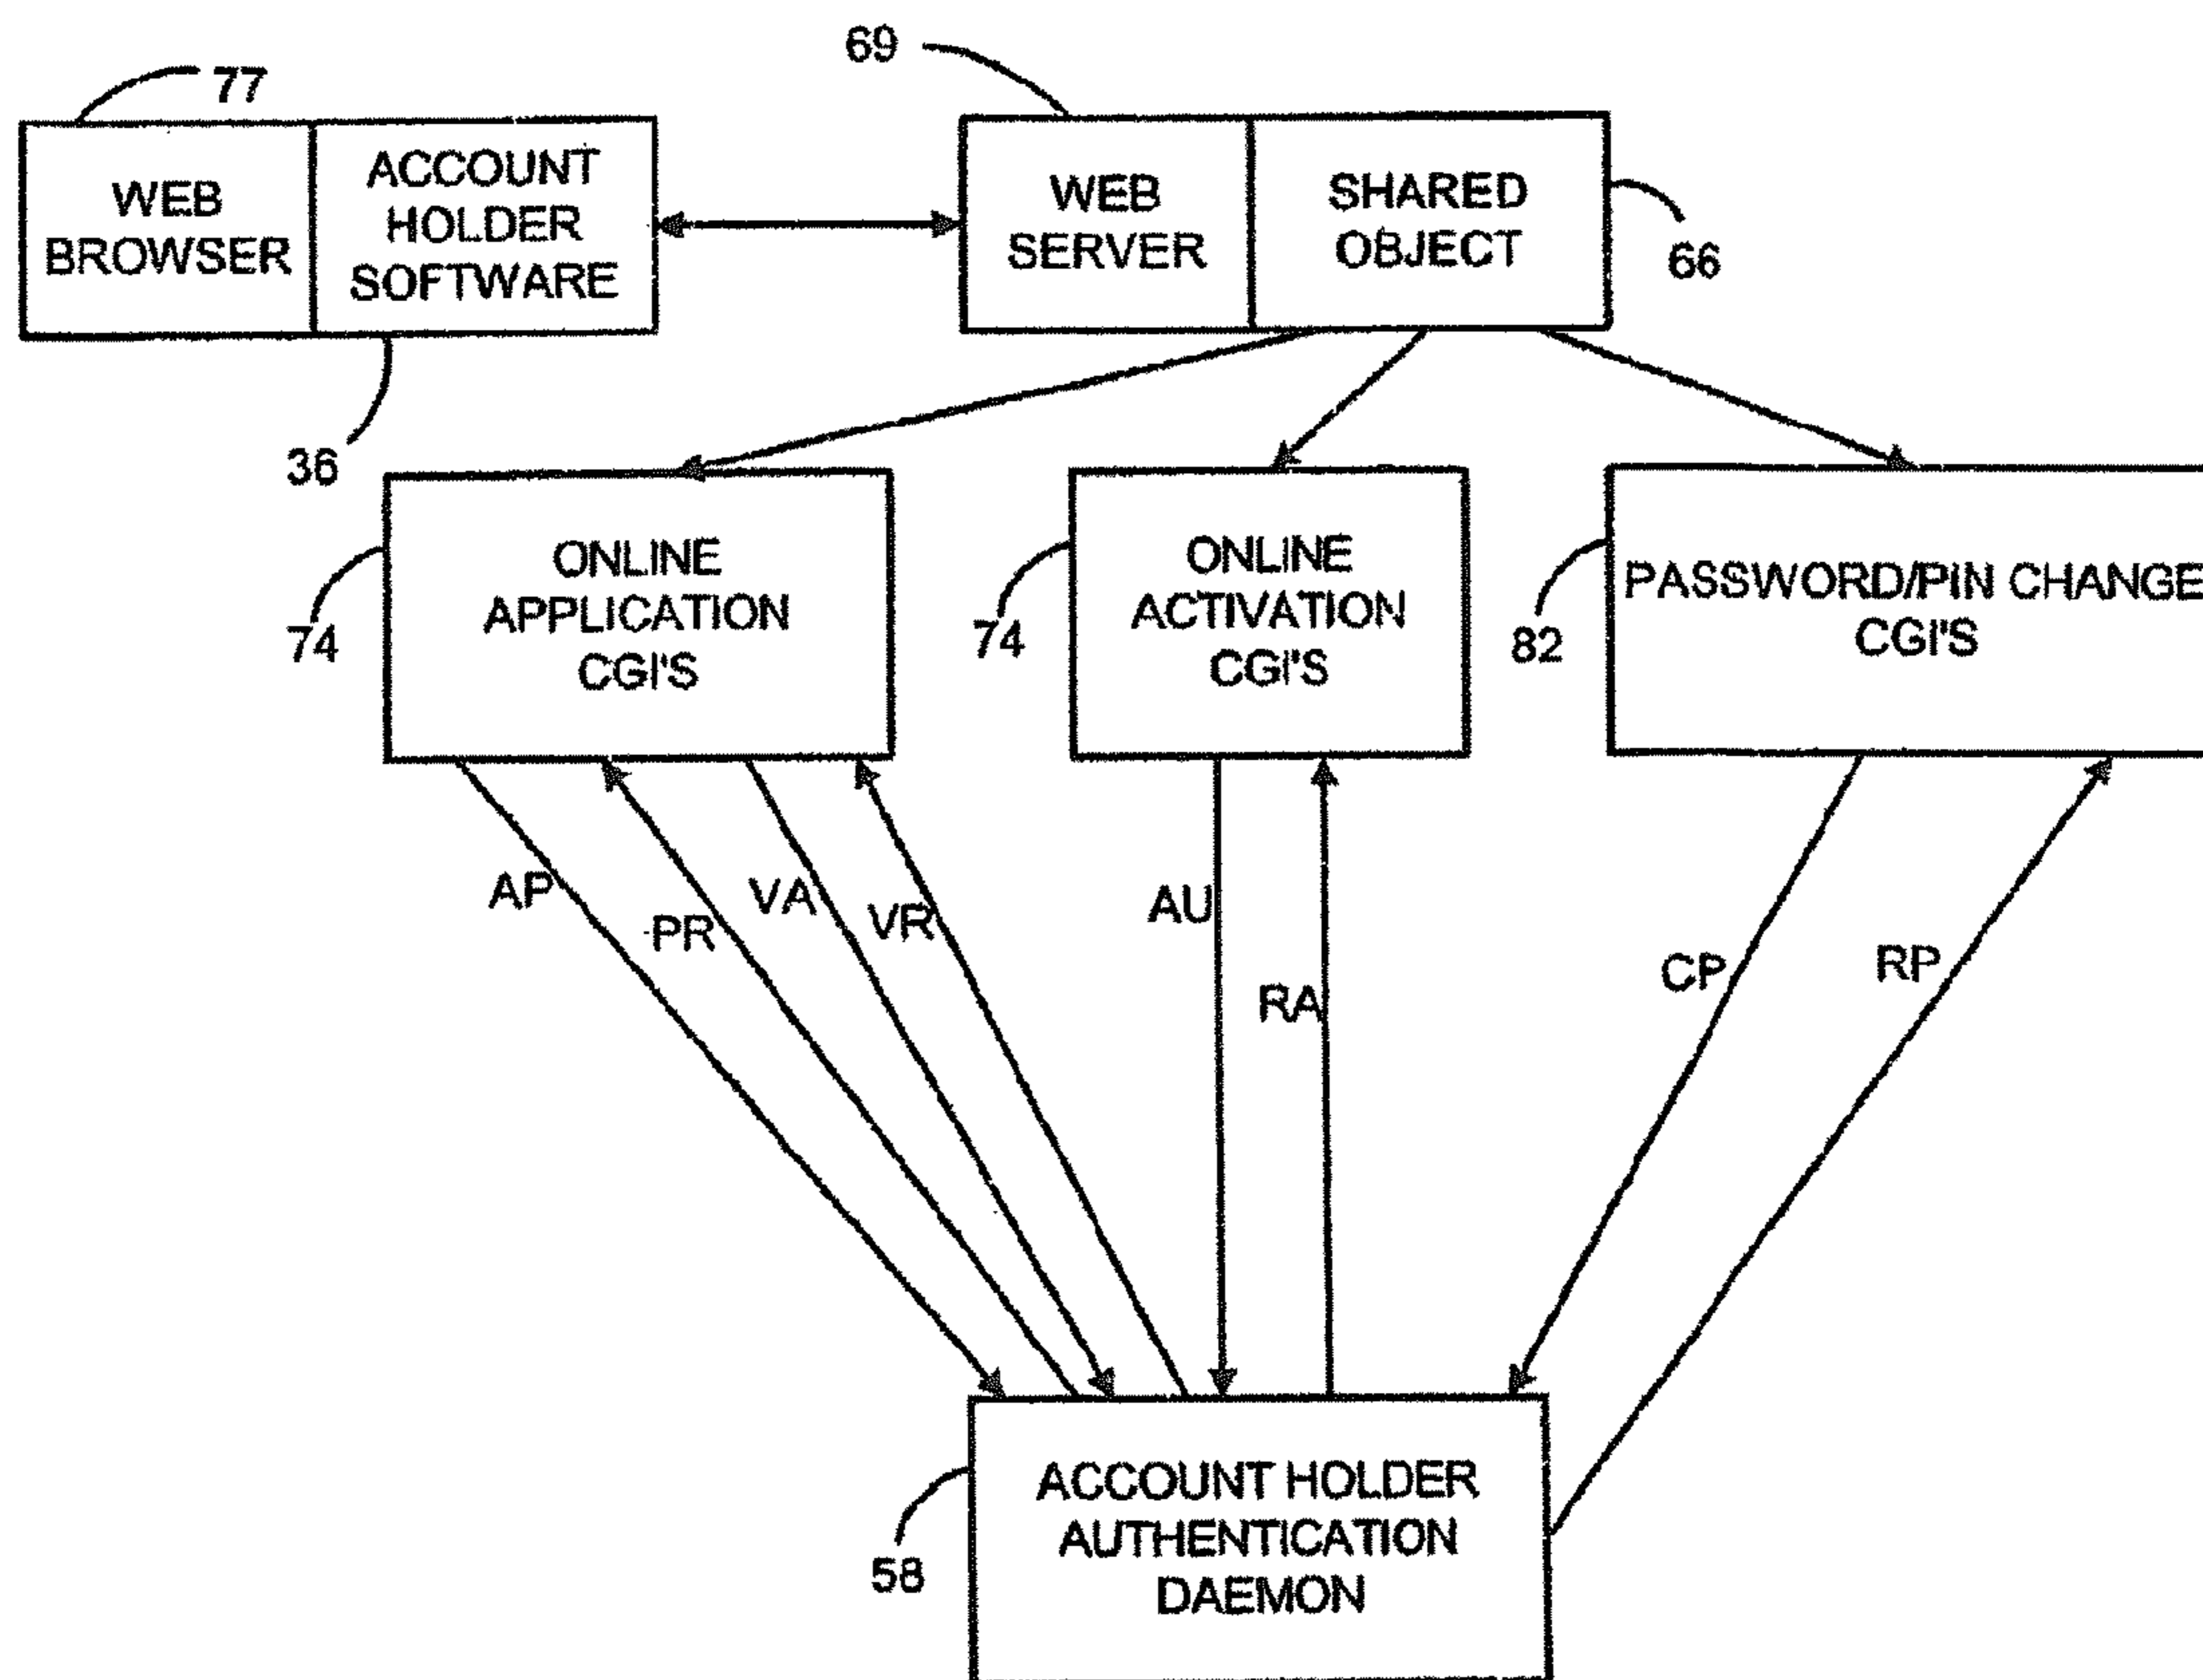 69
77
WEB
BROWSER
ACCOUNT
HOLDER
SOFTWARE
WEB
SERVER
SHARED
OBJECT
66
36
ONLINE
APPLICATION
CGI'S
74
ONLINE
ACTIVATION
CGI'S
74
PASSWORD/PIN CHANGE
CGI'S
82
AP
PR
VA
VR
AU
RA
CP
RP
ACCOUNT HOLDER
AUTHENTICATION
DAEMON
58